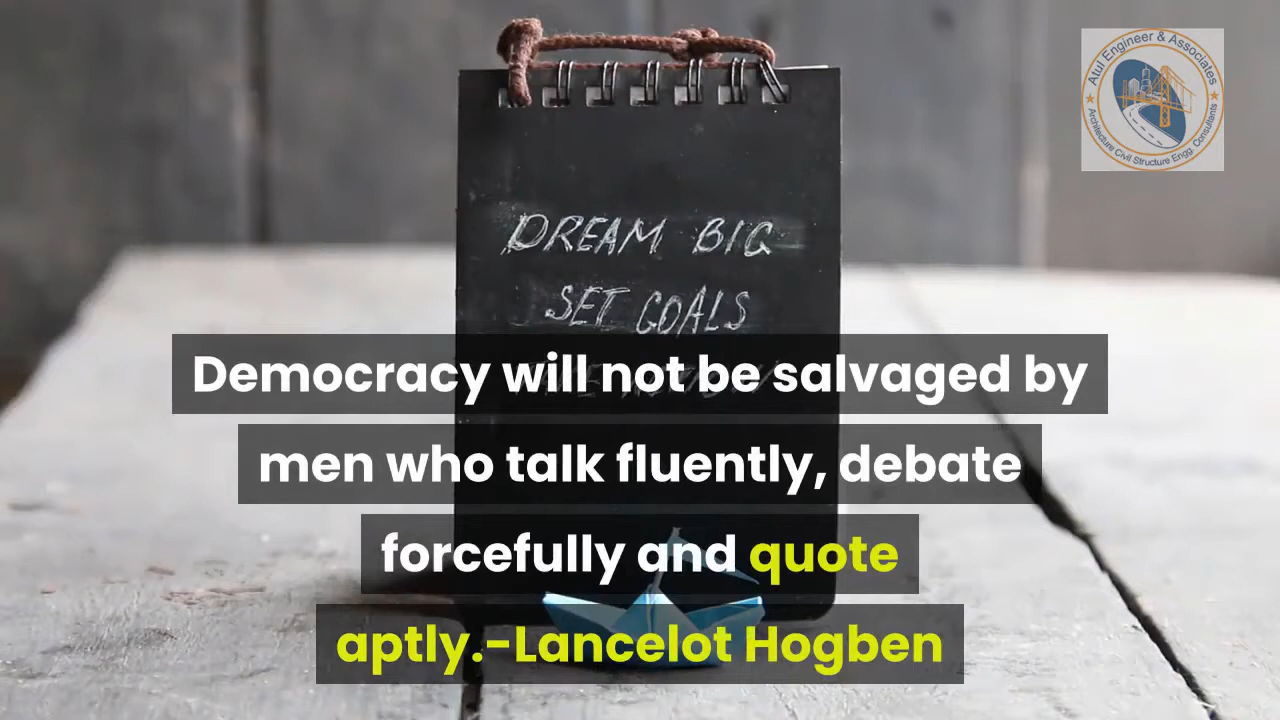 Atul Engineer & Associates
Architecture Civil Structure Engg. Consultants
DREAM BIG
SET GOALS
Democracy will not be salvaged by
men who talk fluently, debate
forcefully and quote
aptly.-Lancelot Hogben